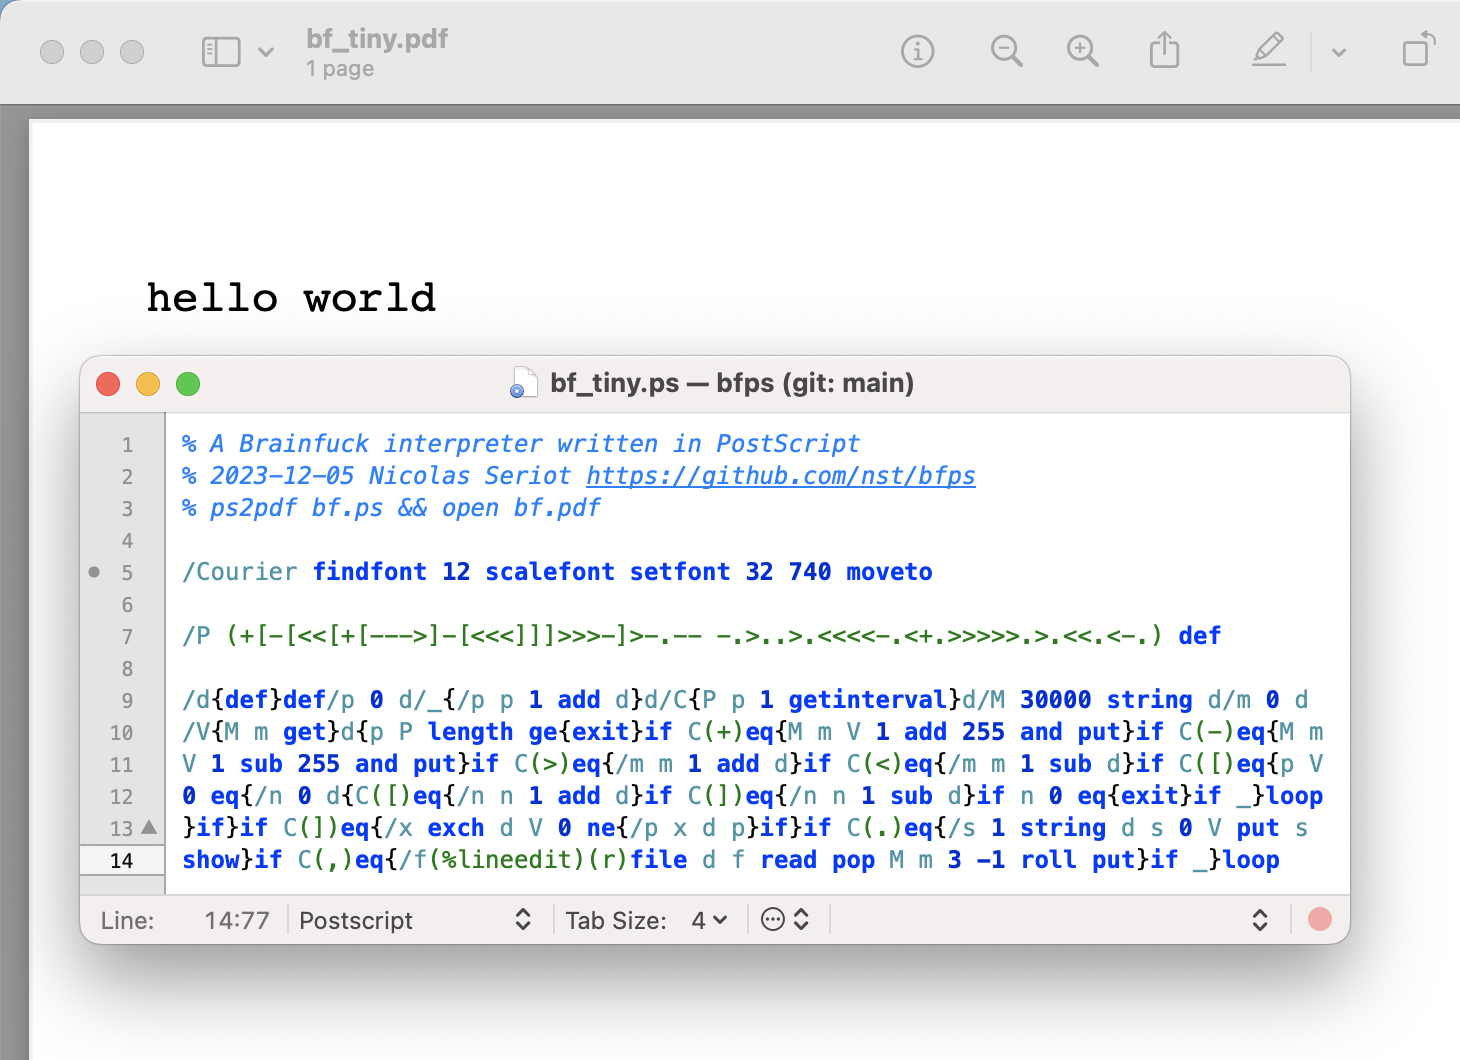 bf_tiny.pdf
1 page
hello world
bf_tiny.ps — bfps (git: main)
1 % A Brainfuck interpreter written in PostScript
2 % 2023-12-05 Nicolas Seriot https://github.com/nst/bfps
3 % ps2pdf bf.ps && open bf.pdf
4
5 /Courier findfont 12 scalefont setfont 32 740 moveto
6
7 /P (+[-[<<[+[--->]-[<<<]]]>>>-]>-.-- -.>..>.<<<<-.<+.>>>>>.>.<<.<-.) def
8
9 /d{def}def/p 0 d/_{/p p 1 add d}d/C{P p 1 getinterval}d/M 30000 string d/m 0 d
10 /V{M m get}d{p P length ge{exit}if C(+)eq{M m V 1 add 255 and put}if C(-)eq{M m
11 V 1 sub 255 and put}if C(>)eq{/m m 1 add d}if C(<)eq{/m m 1 sub d}if C([)eq{p V
12 0 eq{/n 0 d{C([)eq{/n n 1 add d}if C(])eq{/n n 1 sub d}if n 0 eq{exit}if _}loop
13 }if}if C(])eq{/x exch d V 0 ne{/p x d p}if}if C(.)eq{/s 1 string d s 0 V put s
14 show}if C(,)eq{/f(%lineedit)(r)file d f read pop M m 3 -1 roll put}if _}loop
Line: 14:77 Postscript Tab Size: 4